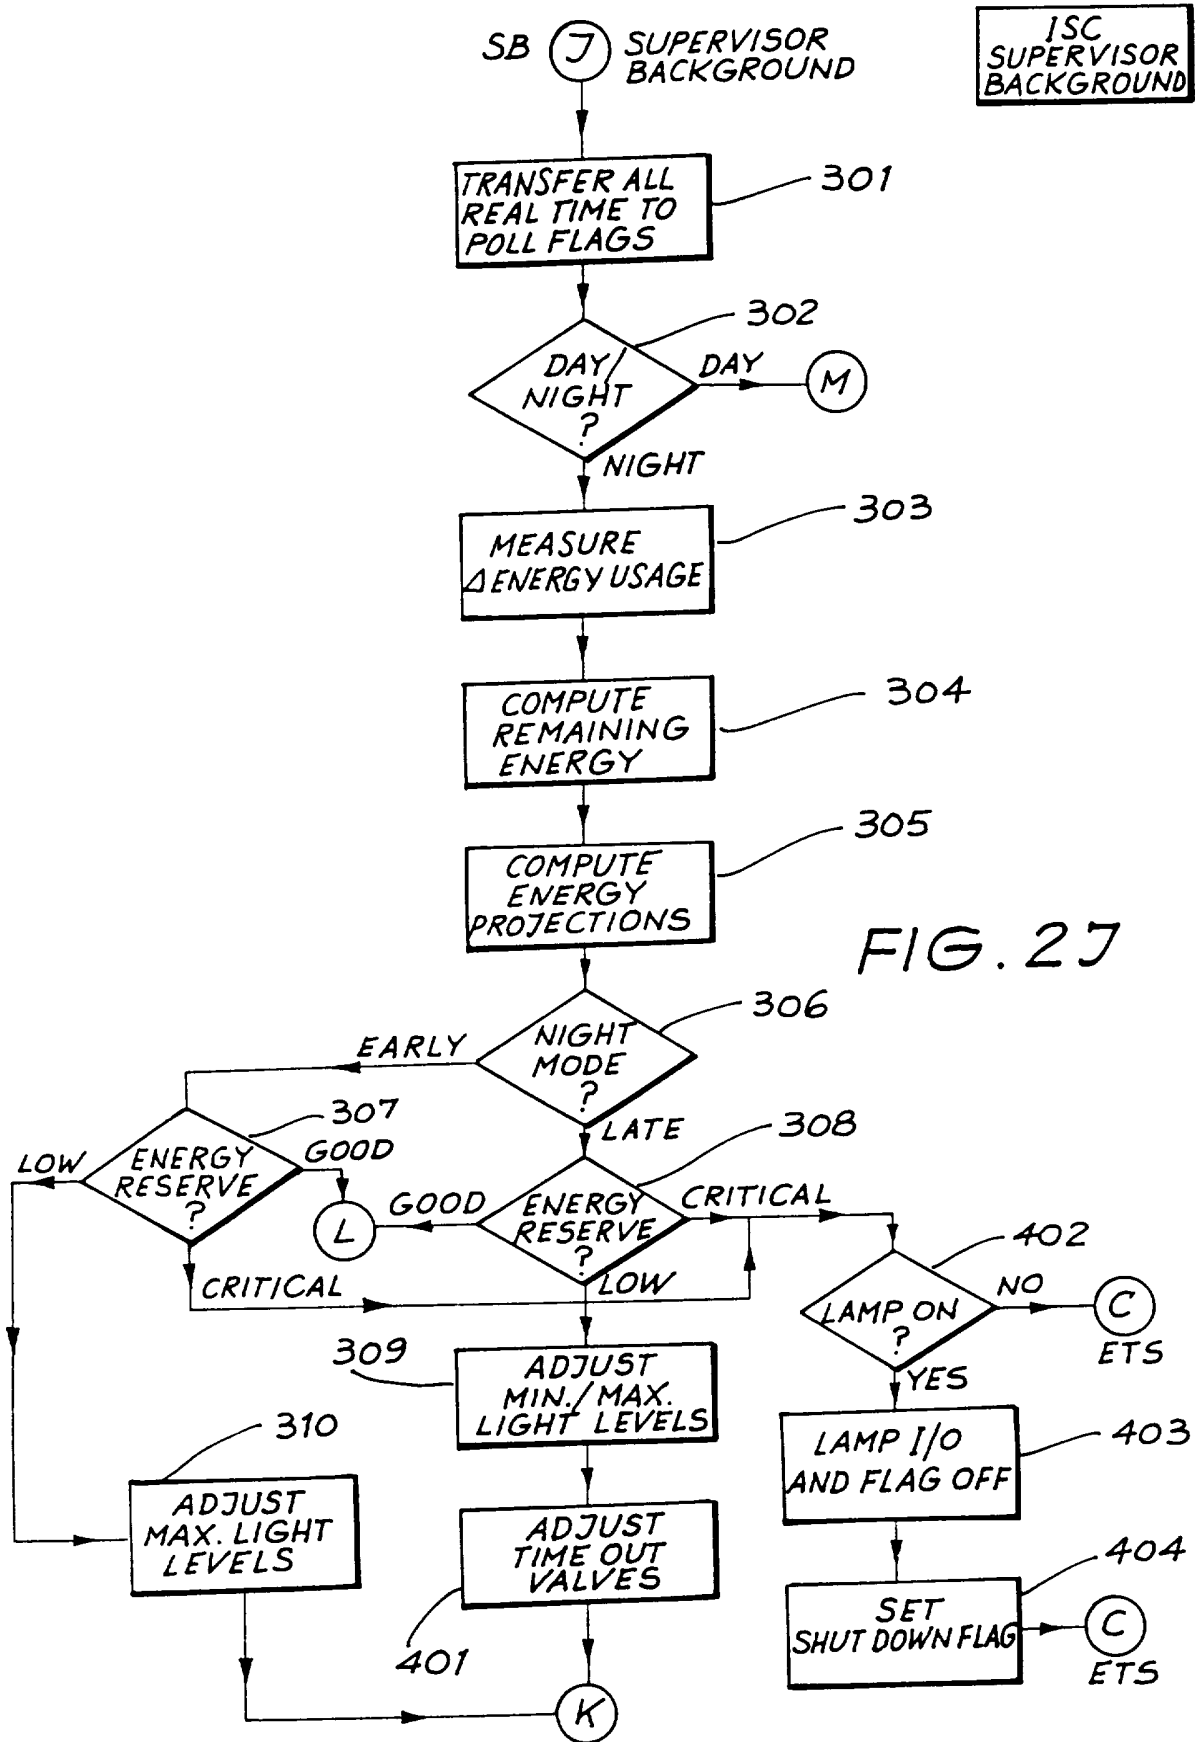 SB J SUPERVISOR
BACKGROUND
ISC
SUPERVISOR
BACKGROUND
TRANSFER ALL
REAL TIME TO
POLL FLAGS
301
DAY/
NIGHT
?
302
DAY
M
NIGHT
MEASURE
Δ ENERGY USAGE
303
COMPUTE
REMAINING
ENERGY
304
COMPUTE
ENERGY
PROJECTIONS
305
FIG. 2J
NIGHT
MODE
?
306
EARLY
LATE
ENERGY
RESERVE
?
307
LOW
GOOD
L
CRITICAL
ENERGY
RESERVE
?
308
GOOD
CRITICAL
LOW
LAMP ON
?
402
NO
C
ETS
YES
309
ADJUST
MIN./MAX.
LIGHT LEVELS
310
ADJUST
MAX. LIGHT
LEVELS
ADJUST
TIME OUT
VALVES
401
K
LAMP I/O
AND FLAG OFF
403
SET
SHUT DOWN FLAG
404
C
ETS